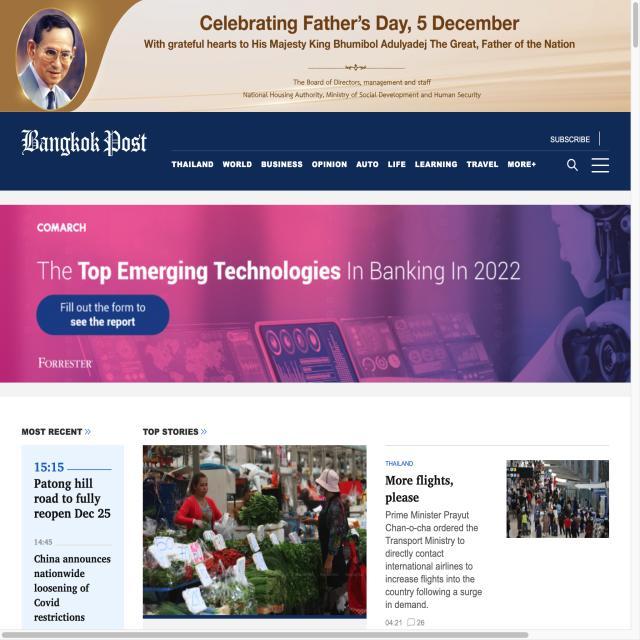 Celebrating Father's Day, 5 December
With grateful hearts to His Majesty King Bhumibol Adulyadej The Great, Father of the Nation
The Board of Directors, management and staff
National Housing Authority, Ministry of Social Development and Human Security
Bangkok Post
SUBSCRIBE
THAILAND WORLD BUSINESS OPINION AUTO LIFE LEARNING TRAVEL MORE+
COMARCH
The Top Emerging Technologies In Banking In 2022
Fill out the form to
see the report
FORRESTER
MOST RECENT »
15:15
Patong hill
road to fully
reopen Dec 25
14:45
China announces
nationwide
loosening of
Covid
restrictions
TOP STORIES »
THAILAND
More flights,
please
Prime Minister Prayut
Chan-o-cha ordered the
Transport Ministry to
directly contact
international airlines to
increase flights into the
country following a surge
in demand.
04:21 26